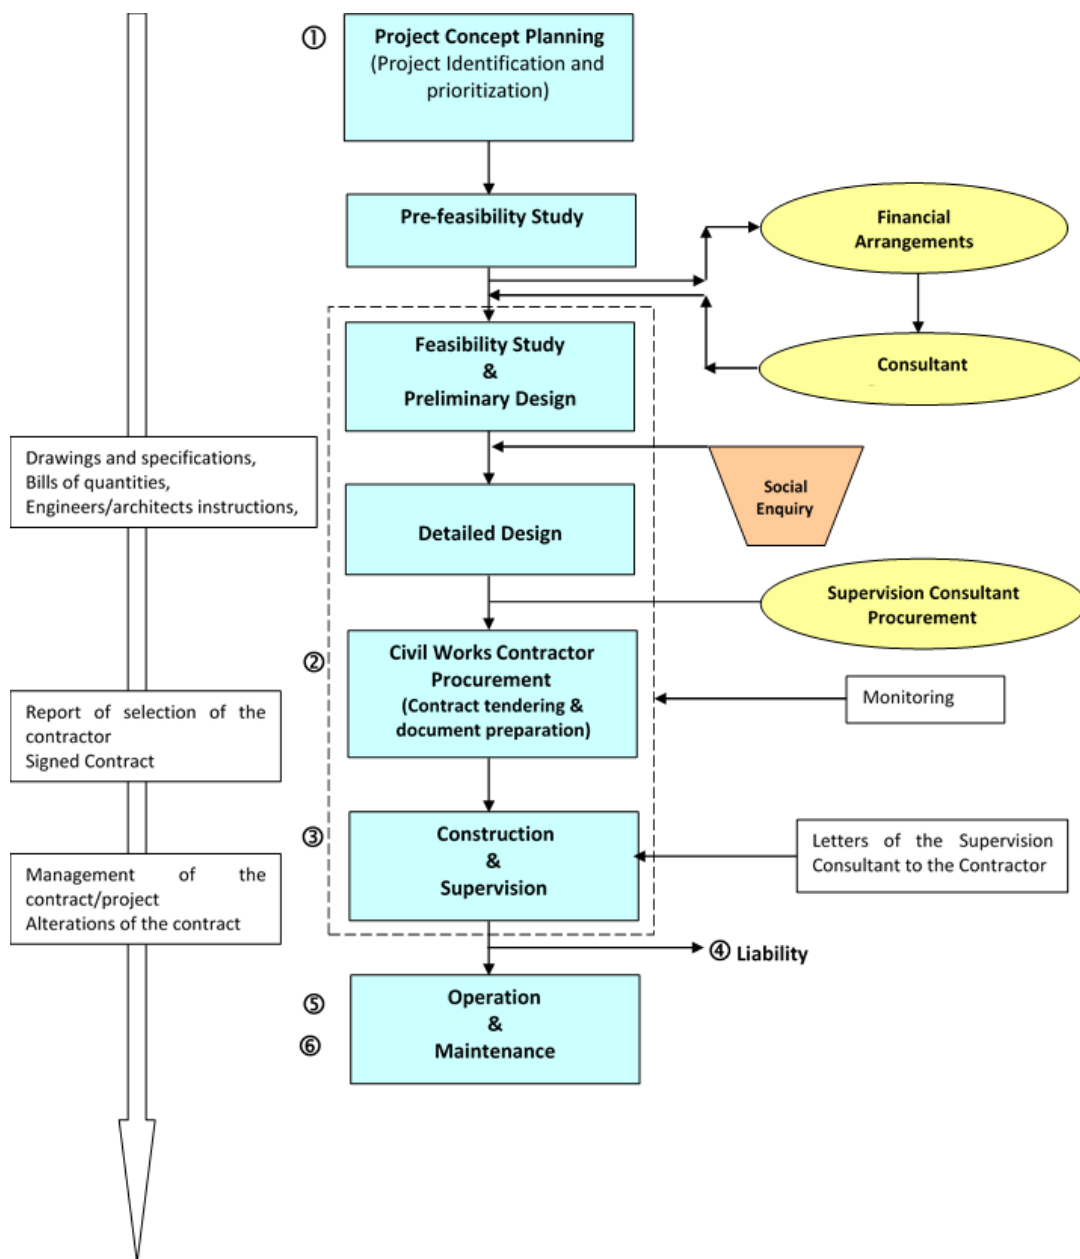 ① Project Concept Planning
(Project Identification and
prioritization)
Pre-feasibility Study
Financial
Arrangements
Feasibility Study
&
Preliminary Design
Consultant
Drawings and specifications,
Bills of quantities,
Engineers/architects instructions,
Social
Enquiry
Detailed Design
Supervision Consultant
Procurement
② Civil Works Contractor
Procurement
(Contract tendering &
document preparation)
Monitoring
Report of selection of the
contractor
Signed Contract
③ Construction
&
Supervision
Letters of the Supervision
Consultant to the Contractor
Management of the
contract/project
Alterations of the contract
④ Liability
⑤ Operation
&
⑥ Maintenance